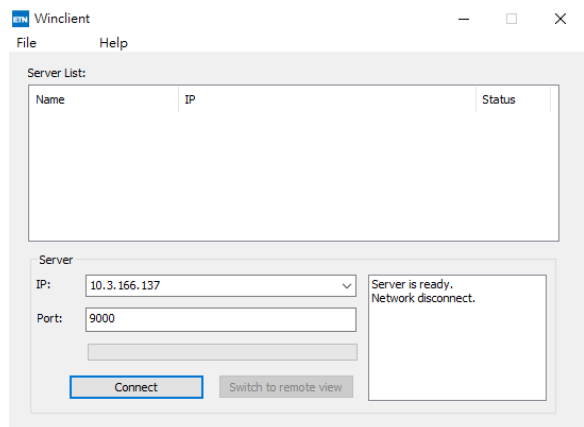 ETN Winclient
File Help
Server List:
Name IP Status
Server
IP: 10.3.166.137
Port: 9000
Server is ready.
Network disconnect.
Connect Switch to remote view